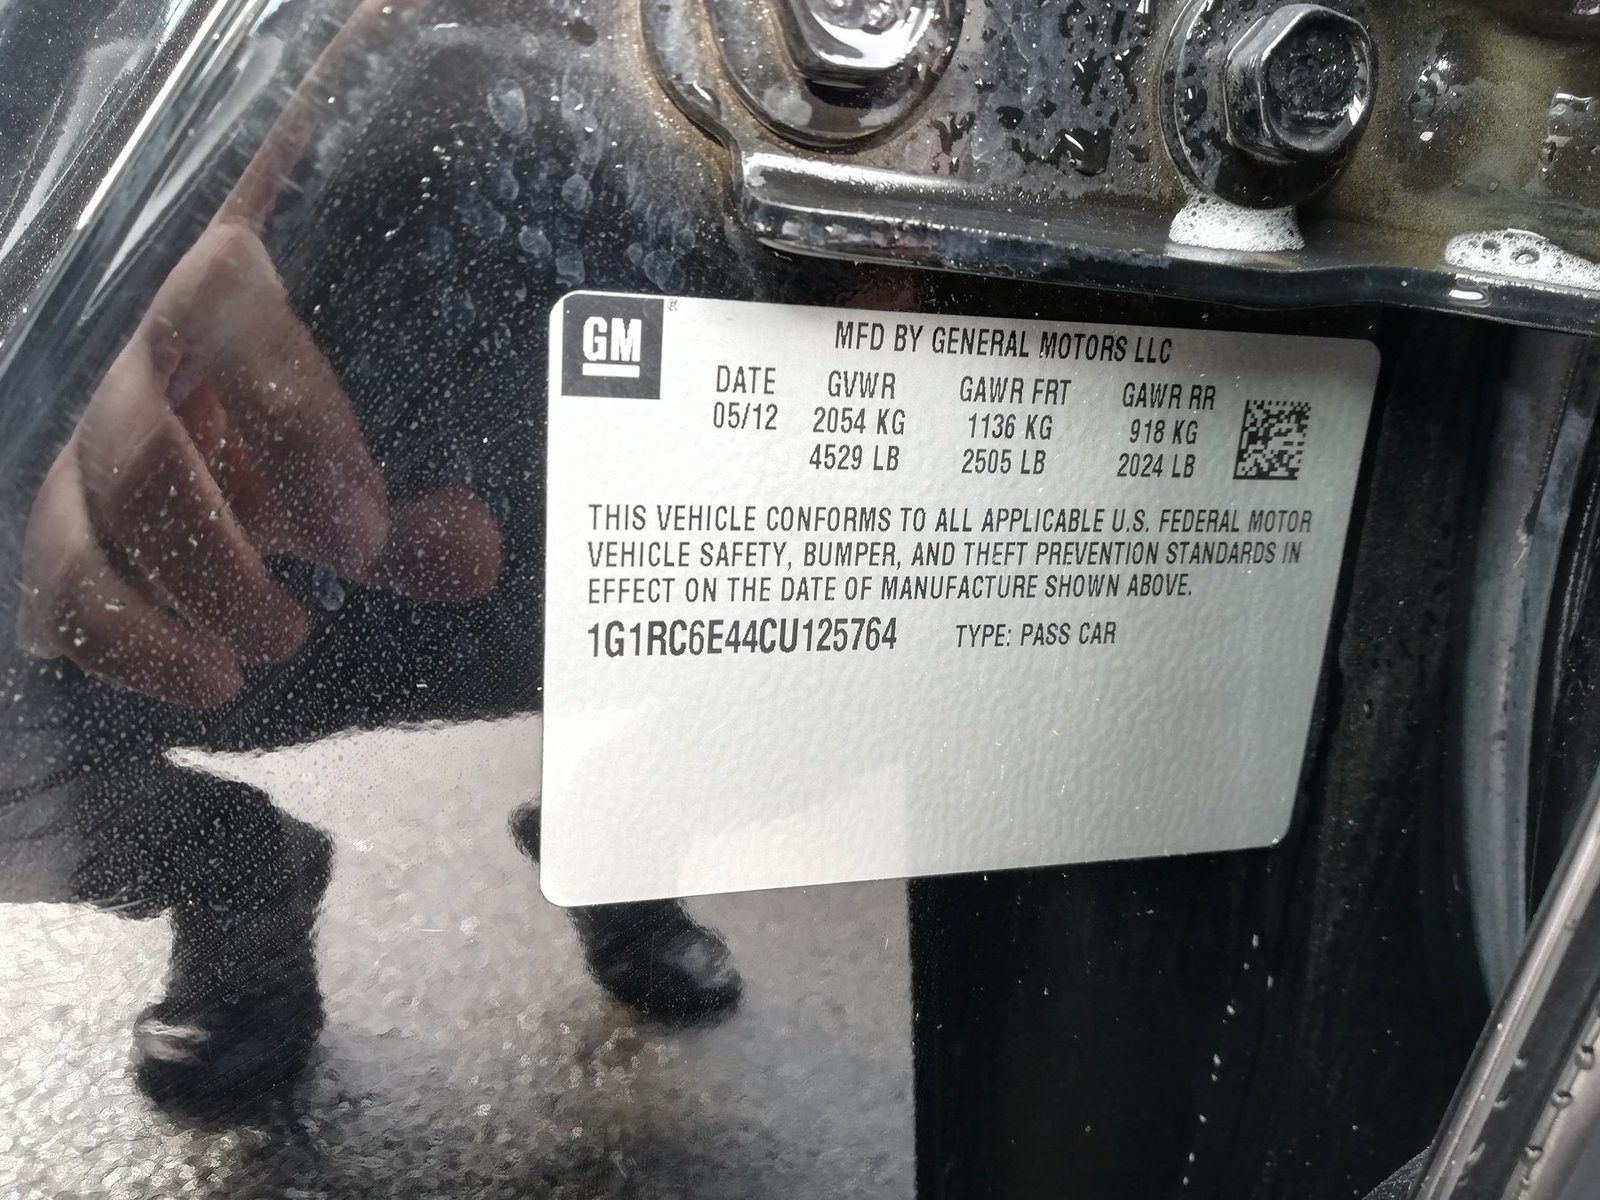 GM ®
MFD BY GENERAL MOTORS LLC
DATE GVWR GAWR FRT GAWR RR
05/12 2054 KG 1136 KG 918 KG
4529 LB 2505 LB 2024 LB
THIS VEHICLE CONFORMS TO ALL APPLICABLE U.S. FEDERAL MOTOR
VEHICLE SAFETY, BUMPER, AND THEFT PREVENTION STANDARDS IN
EFFECT ON THE DATE OF MANUFACTURE SHOWN ABOVE.
1G1RC6E44CU125764 TYPE: PASS CAR